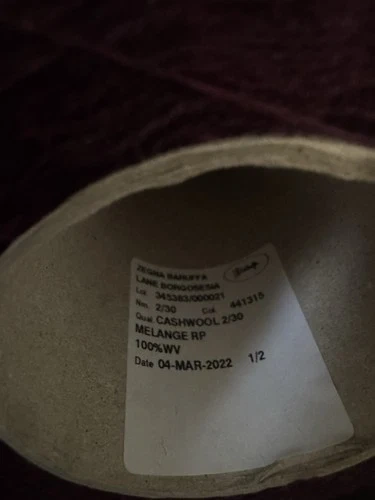 ZEGNA BARUFFA
LANE BORGOSESIA
Lot. 345383/000021
Nm. 2/30 Col. 441315
Qual. CASHWOOL 2/30
MELANGE RP
100%WV
Date 04-MAR-2022 1/2